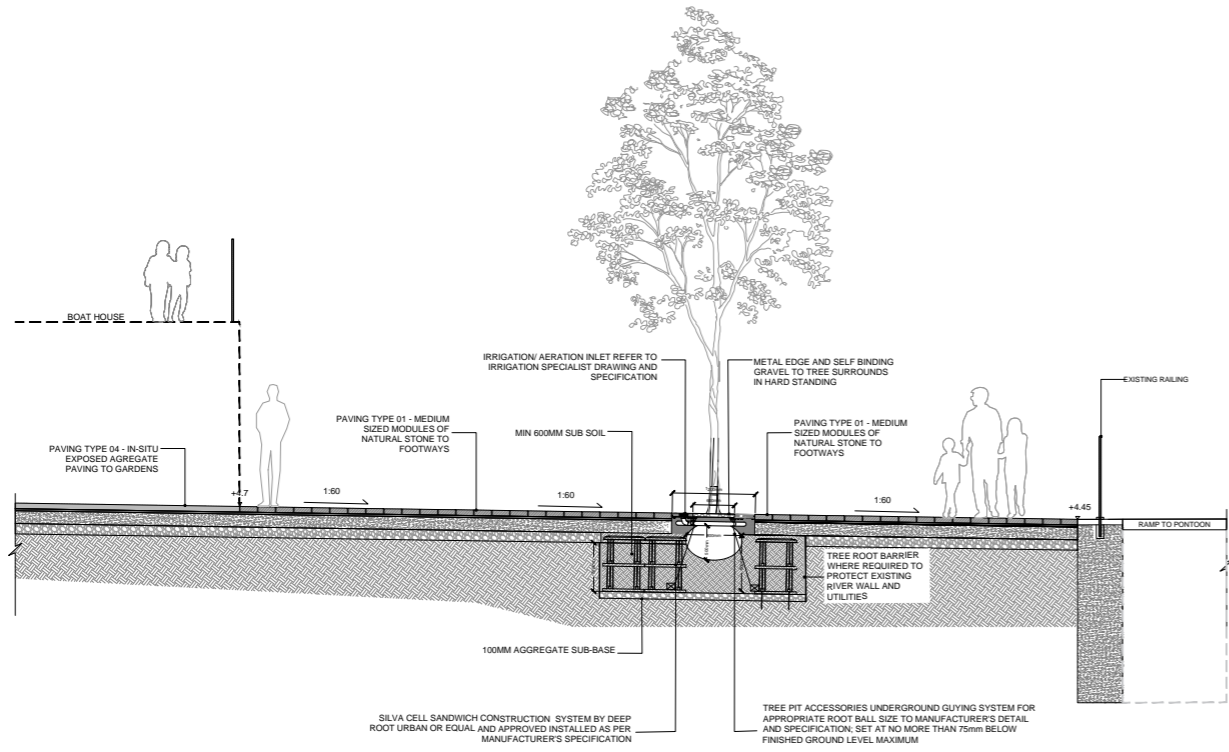 BOAT HOUSE
IRRIGATION/ AERATION INLET REFER TO
IRRIGATION SPECIALIST DRAWING AND
SPECIFICATION
METAL EDGE AND SELF BINDING
GRAVEL TO TREE SURROUNDS
IN HARD STANDING
EXISTING RAILING
PAVING TYPE 04 - IN-SITU
EXPOSED AGREGATE
PAVING TO GARDENS
PAVING TYPE 01 - MEDIUM
SIZED MODULES OF
NATURAL STONE TO
FOOTWAYS
MIN 600MM SUB SOIL
PAVING TYPE 01 - MEDIUM
SIZED MODULES OF
NATURAL STONE TO
FOOTWAYS
+4.7
1:60
1:60
1:60
+4.45
RAMP TO PONTOON
TREE ROOT BARRIER
WHERE REQUIRED TO
PROTECT EXISTING
RIVER WALL AND
UTILITIES
100MM AGGREGATE SUB-BASE
SILVA CELL SANDWICH CONSTRUCTION SYSTEM BY DEEP
ROOT URBAN OR EQUAL AND APPROVED INSTALLED AS PER
MANUFACTURER'S SPECIFICATION
TREE PIT ACCESSORIES UNDERGROUND GUYING SYSTEM FOR
APPROPRIATE ROOT BALL SIZE TO MANUFACTURER'S DETAIL
AND SPECIFICATION; SET AT NO MORE THAN 75mm BELOW
FINISHED GROUND LEVEL MAXIMUM